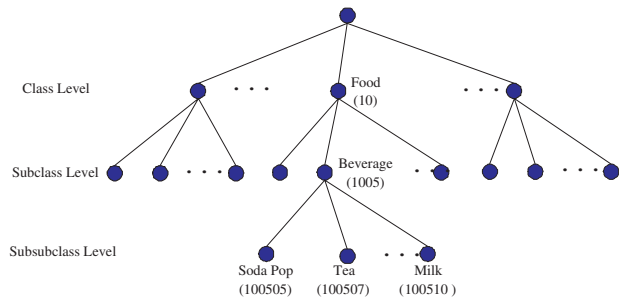 Class Level
Food
(10)
Subclass Level
Beverage
(1005)
Subsubclass Level
Soda Pop
(100505)
Tea
(100507)
Milk
(100510 )